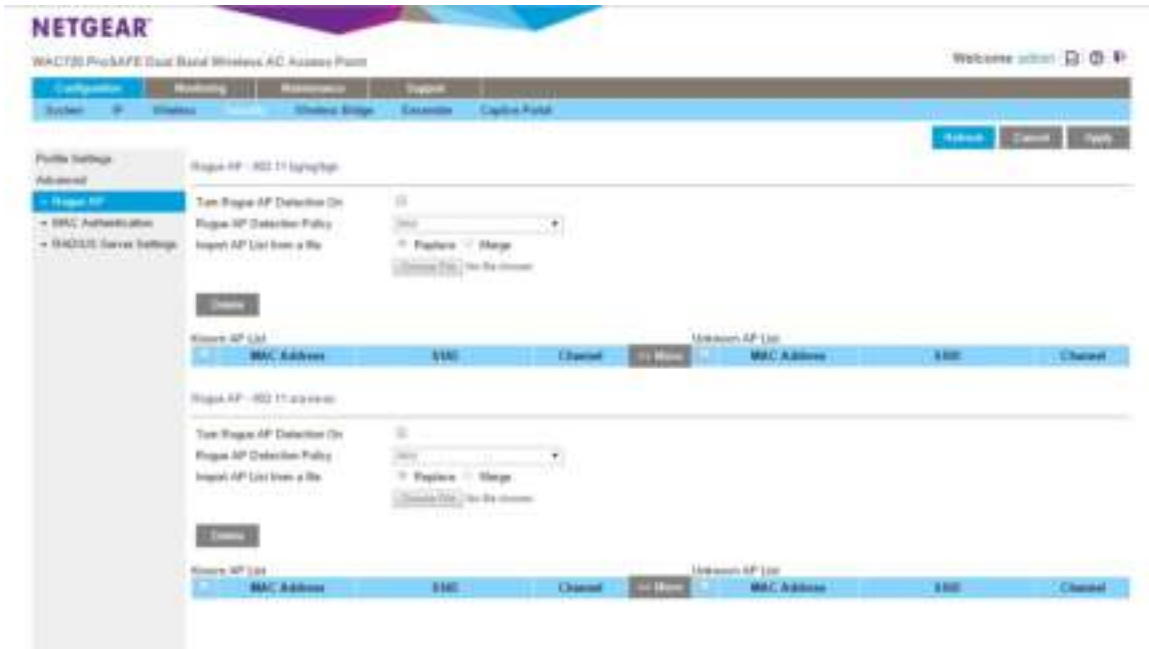 NETGEAR
WAC720 ProSAFE Dual Band Wireless AC Access Point
Welcome admin
Configuration Monitoring Maintenance Support
System IP Wireless Wireless Bridge Ensemble Captive Portal
Refresh Cancel Apply
Profile Settings
Advanced
Rogue AP
MAC Authentication
RADIUS Server Settings
Rogue AP - 802.11
Turn Rogue AP Detection On
Rogue AP Detection Policy
Import AP List from a file Replace Merge
Choose File No file chosen
Delete
Known AP List Unknown AP List
MAC Address SSID Channel << Move MAC Address SSID Channel
Rogue AP - 802.11
Turn Rogue AP Detection On
Rogue AP Detection Policy
Import AP List from a file Replace Merge
Choose File No file chosen
Delete
Known AP List Unknown AP List
MAC Address SSID Channel << Move MAC Address SSID Channel